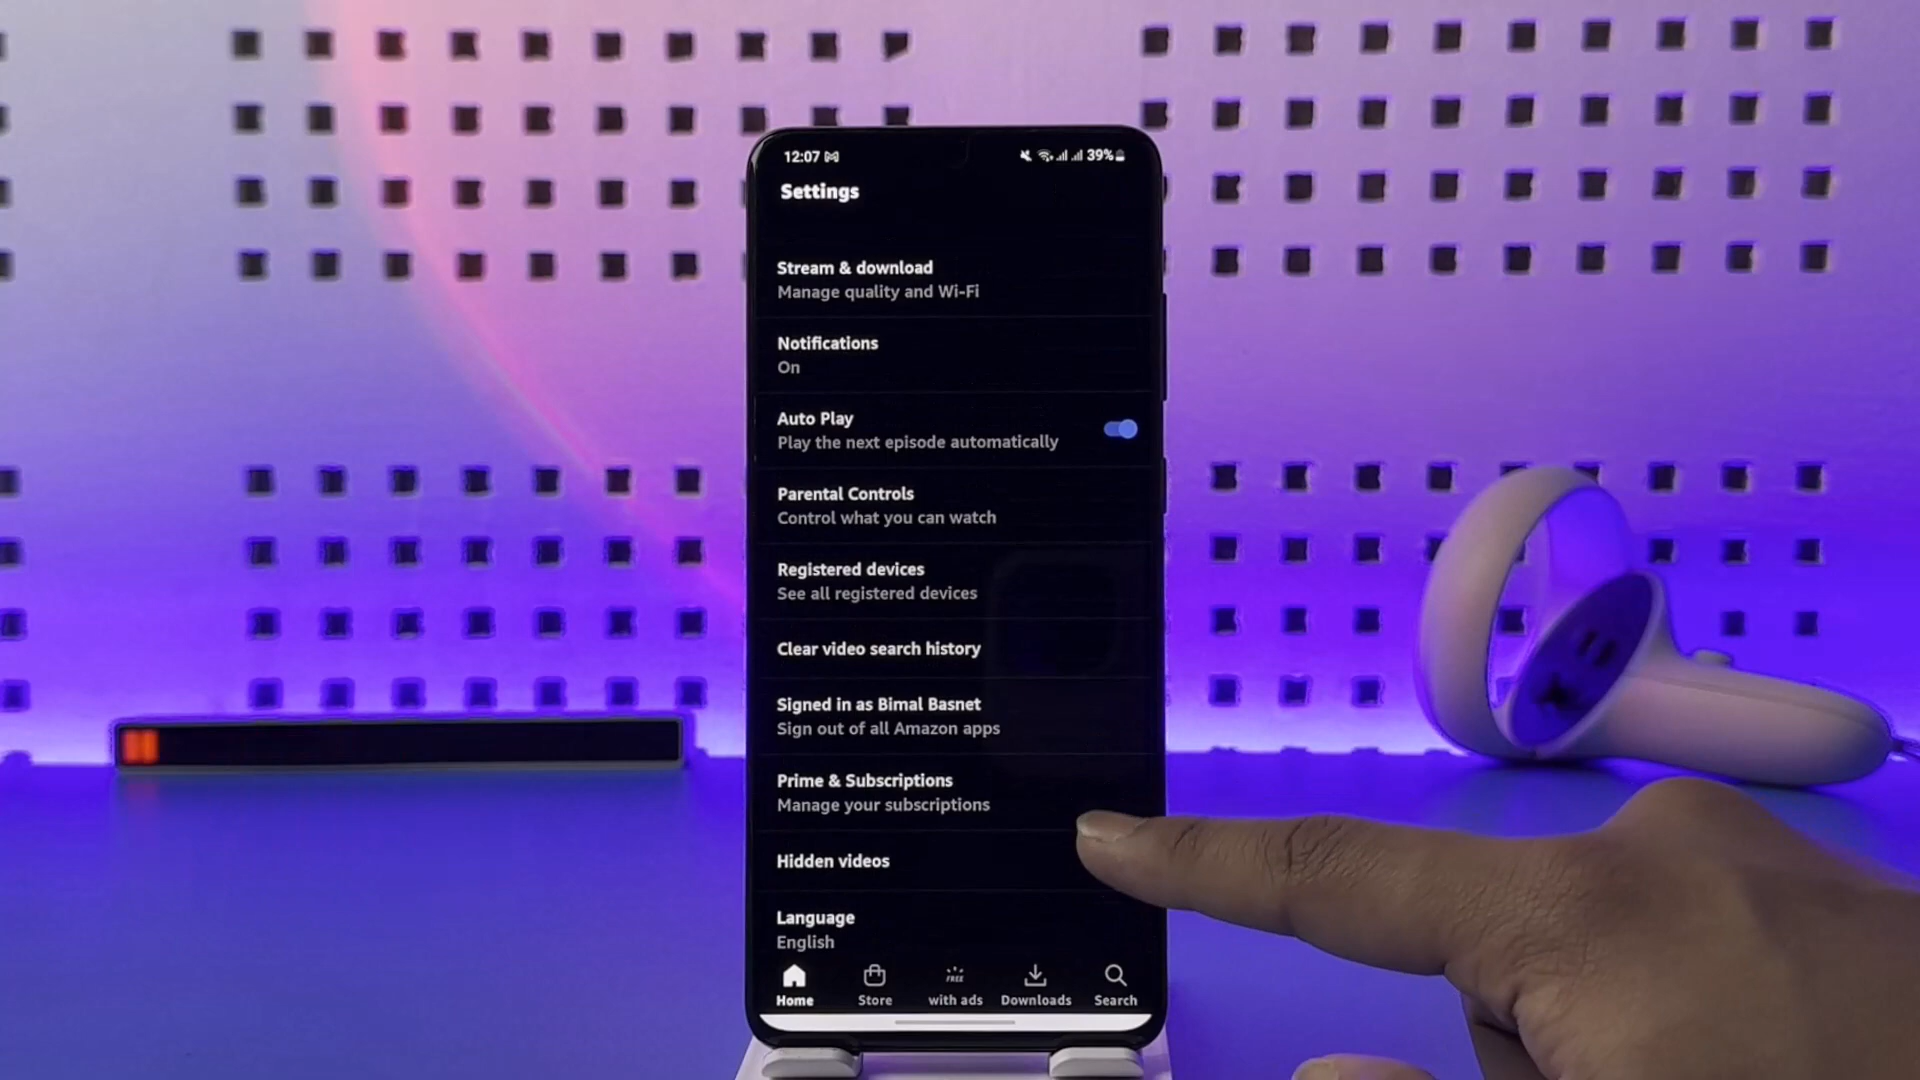 12:07
39%
Settings
Stream & download
Manage quality and Wi-Fi
Notifications
On
Auto Play
Play the next episode automatically
Parental Controls
Control what you can watch
Registered devices
See all registered devices
Clear video search history
Signed in as Bimal Basnet
Sign out of all Amazon apps
Prime & Subscriptions
Manage your subscriptions
Hidden videos
Language
English
FREE
Home
Store
with ads
Downloads
Search